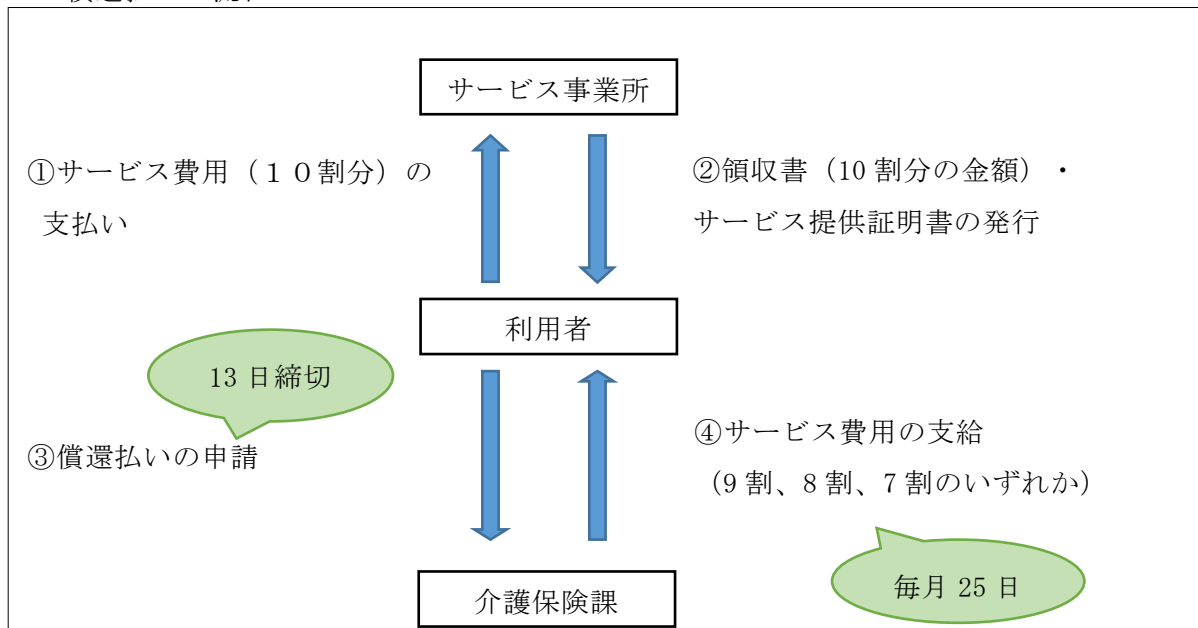 サービス事業所
①サービス費用（１０割分）の
支払い
②領収書（10 割分の金額）・
サービス提供証明書の発行
利用者
13 日締切
③償還払いの申請
④サービス費用の支給
（9 割、8 割、7 割のいずれか）
毎月 25 日
介護保険課